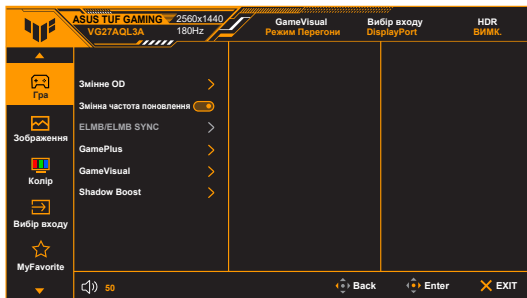 ASUS TUF GAMING 2560x1440
VG27AQL3A 180Hz
GameVisual
Режим Перегони
Вибір входу
DisplayPort
HDR
ВИМК.
Гра
Зображення
Колір
Вибір входу
MyFavorite
Змінне OD
Змінна частота поновлення
ELMB/ELMB SYNC
GamePlus
GameVisual
Shadow Boost
50
Back
Enter
EXIT